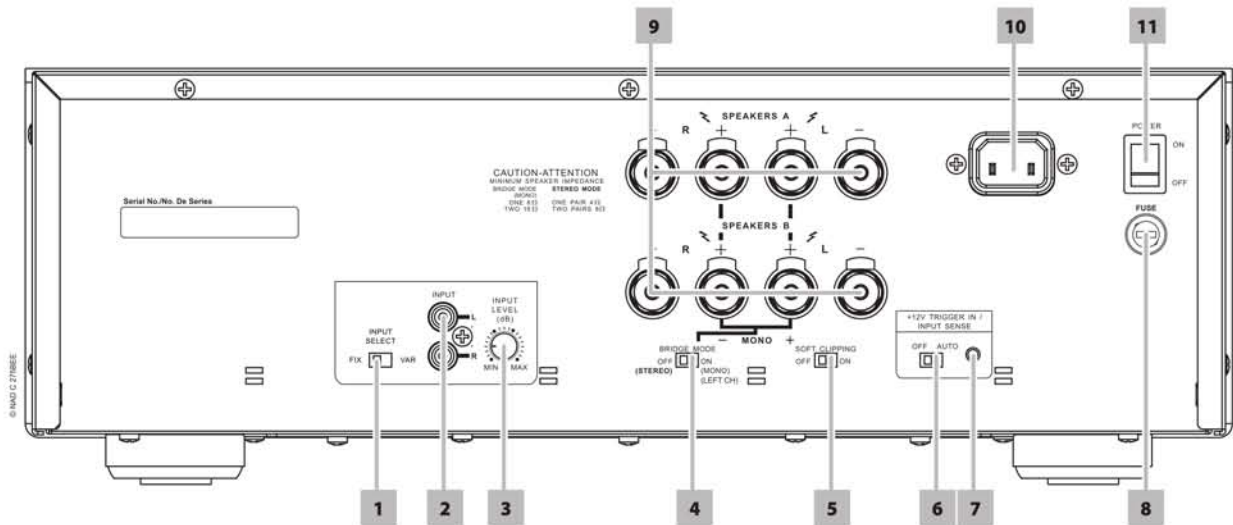 9
10
11
SPEAKERS A
R + + L −
POWER
ON
OFF
CAUTION-ATTENTION
MINIMUM SPEAKER IMPEDANCE
BRIDGE MODE STEREO MODE
(MONO)
ONE 8Ω ONE PAIR 4Ω
TWO 16Ω TWO PAIRS 8Ω
Serial No./No. De Series
FUSE
SPEAKERS B
− R + + L −
INPUT
L
R
INPUT
LEVEL
(dB)
MIN MAX
INPUT
SELECT
FIX VAR
− MONO +
BRIDGE MODE
OFF ON
(STEREO) (MONO)
(LEFT CH)
SOFT CLIPPING
OFF ON
+12V TRIGGER IN /
INPUT SENSE
OFF AUTO
© NAD C 275BEE
1
2
3
4
5
6
7
8